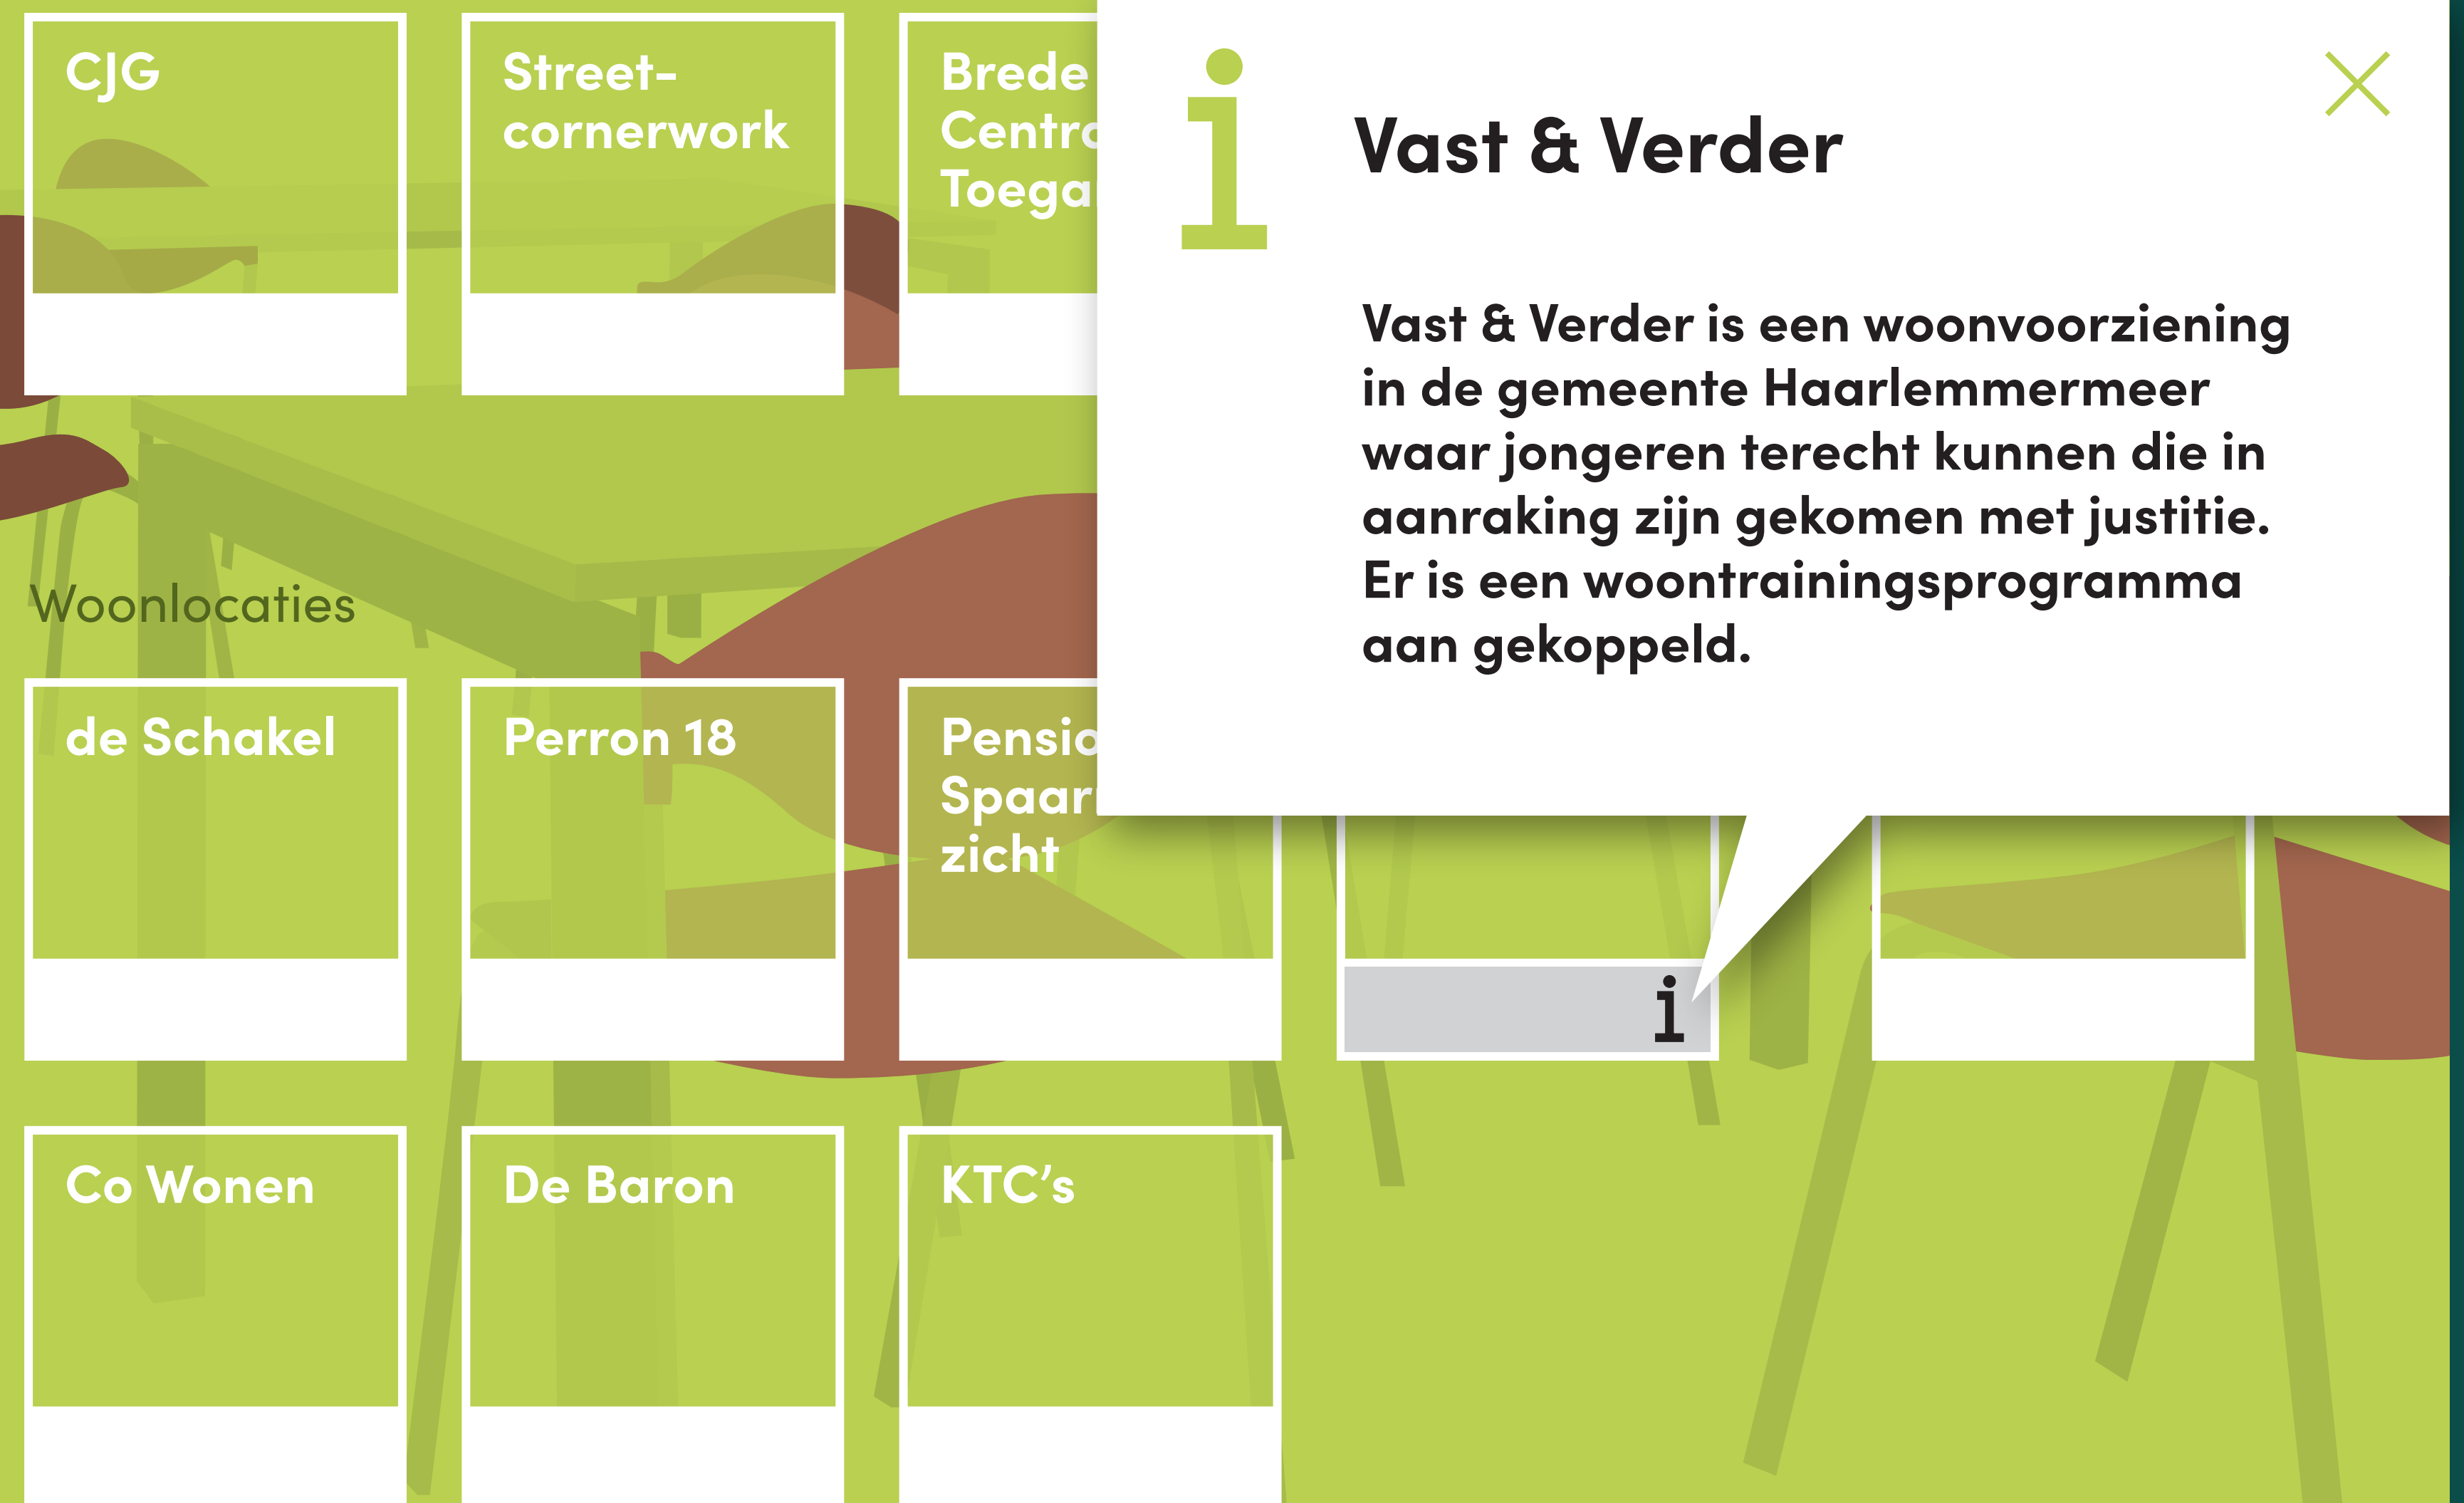 CJG
Street-
cornerwork
Brede
Toega
i
Vast & Verder
Vast & Verder is een woonvoorziening
in de gemeente Haarlemmermeer
waar jongeren terecht kunnen die in
aanraking zijn gekomen met justitie.
Er is een woontrainingsprogramma
aan gekoppeld.
Woonlocaties
de Schakel
Perron 18
zicht
i
Co Wonen
De Baron
KTC’s